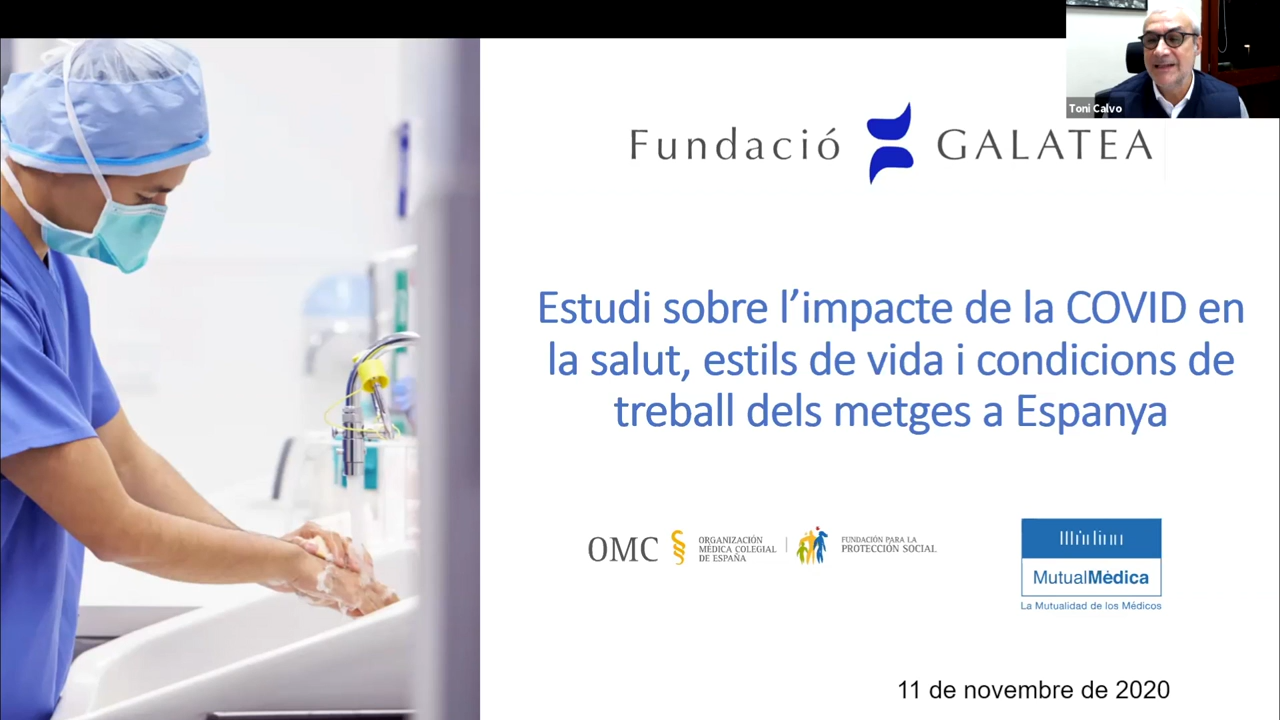 Toni Calvo
Fundació GALATEA
Estudi sobre l’impacte de la COVID en
la salut, estils de vida i condicions de
treball dels metges a Espanya
OMC
ORGANIZACIÓN
MÉDICA COLEGIAL
DE ESPAÑA
FUNDACIÓN PARA LA
PROTECCIÓN SOCIAL
MutualMèdica
La Mutualidad de los Médicos
11 de novembre de 2020